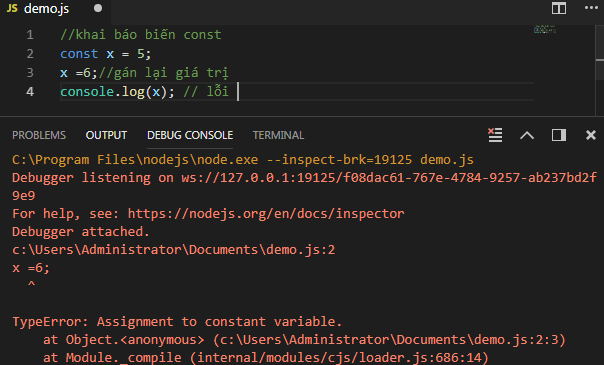 JS demo.js
1 //khai báo biến const
2 const x = 5;
3 x =6;//gán lại giá trị
4 console.log(x); // lỗi
PROBLEMS OUTPUT DEBUG CONSOLE TERMINAL
C:\Program Files\nodejs\node.exe --inspect-brk=19125 demo.js
Debugger listening on ws://127.0.0.1:19125/f08dac61-767e-4784-9257-ab237bd2f
9e9
For help, see: https://nodejs.org/en/docs/inspector
Debugger attached.
c:\Users\Administrator\Documents\demo.js:2
x =6;
^
TypeError: Assignment to constant variable.
at Object.<anonymous> (c:\Users\Administrator\Documents\demo.js:2:3)
at Module._compile (internal/modules/cjs/loader.js:686:14)